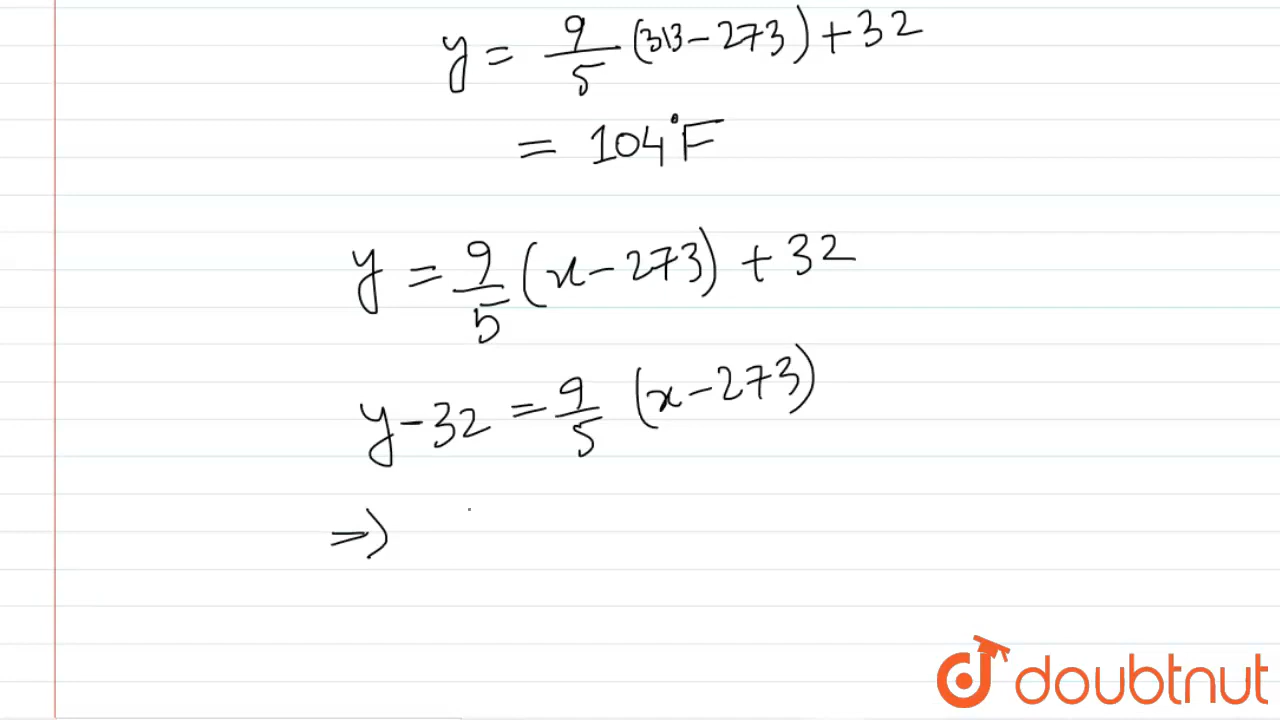 y = 9/5 (313 - 273) + 32
= 104°F
y = 9/5 (x - 273) + 32
y - 32 = 9/5 (x - 273)
⇒
doubtnut